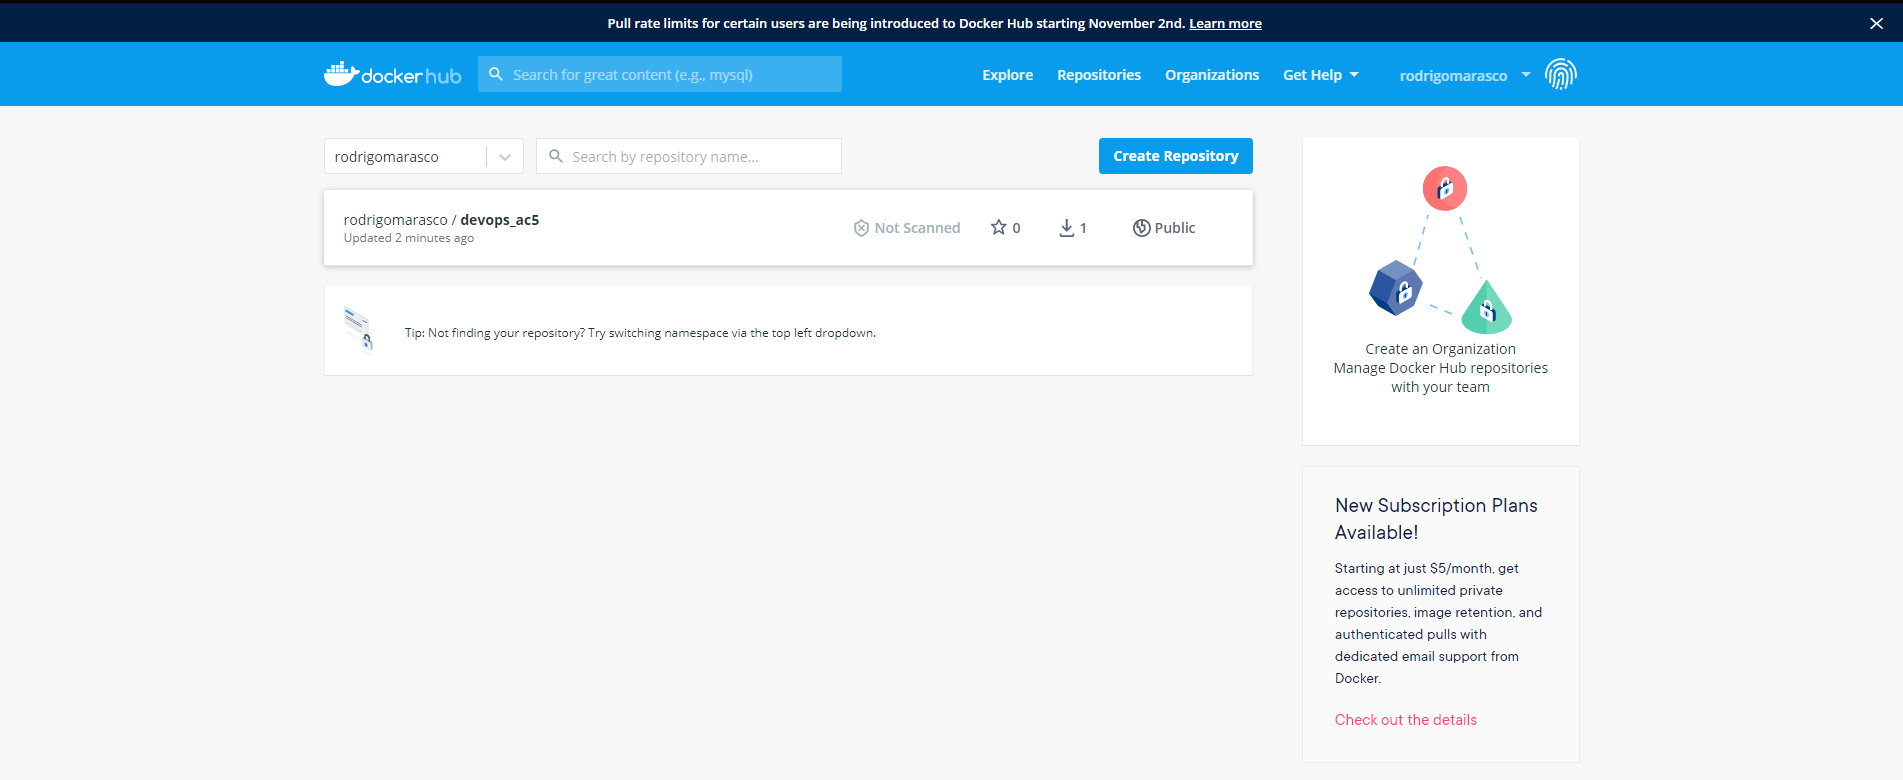 Pull rate limits for certain users are being introduced to Docker Hub starting November 2nd. Learn more
docker hub
Search for great content (e.g., mysql)
Explore
Repositories
Organizations
Get Help
rodrigomarasco
rodrigomarasco
Search by repository name...
Create Repository
rodrigomarasco / devops_ac5
Updated 2 minutes ago
Not Scanned
0
1
Public
Tip: Not finding your repository? Try switching namespace via the top left dropdown.
Create an Organization
Manage Docker Hub repositories
with your team
New Subscription Plans
Available!
Starting at just $5/month, get
access to unlimited private
repositories, image retention, and
authenticated pulls with
dedicated email support from
Docker.
Check out the details